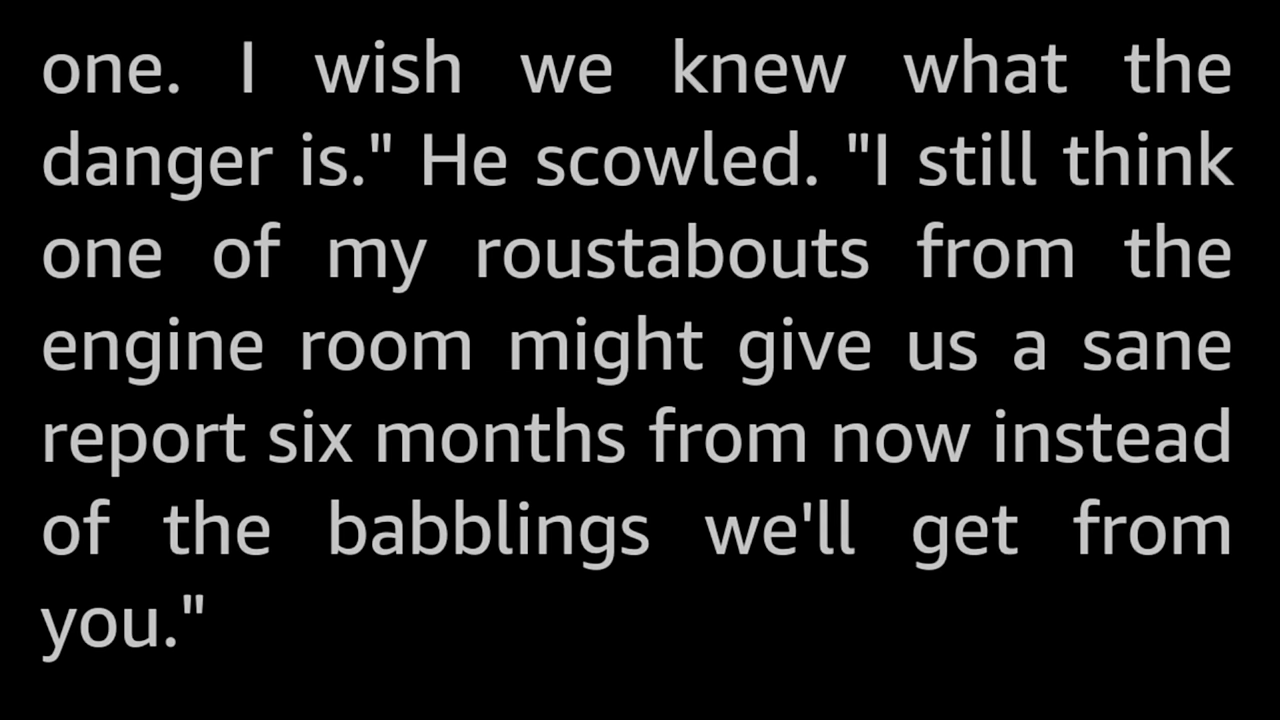 one. I wish we knew what the
danger is." He scowled. "I still think
one of my roustabouts from the
engine room might give us a sane
report six months from now instead
of the babblings we'll get from
you."